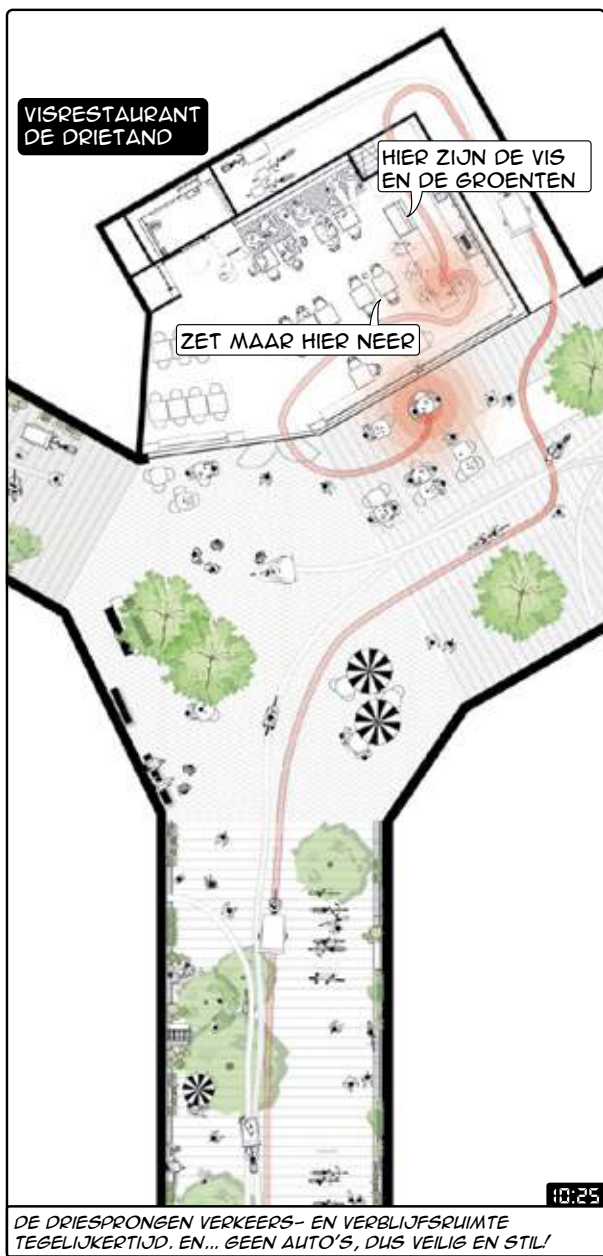 VISRESTAURANT
DE DRIETAND
HIER ZIJN DE VIS
EN DE GROENTEN
ZET MAAR HIER NEER
10:25
DE DRIESPRONGEN VERKEERS- EN VERBLIJFSRUIMTE
TEGELIJKERTIJD. EN... GEEN AUTO'S, DUS VEILIG EN STIL!